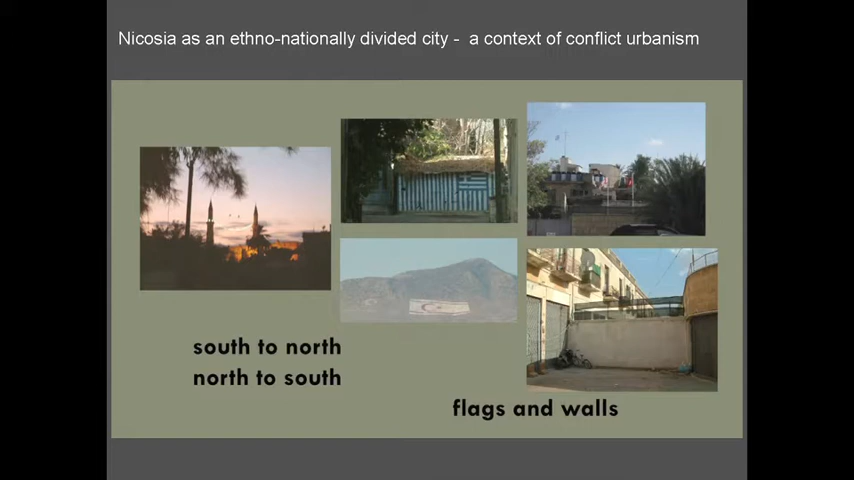 Nicosia as an ethno-nationally divided city - a context of conflict urbanism
south to north
north to south
flags and walls